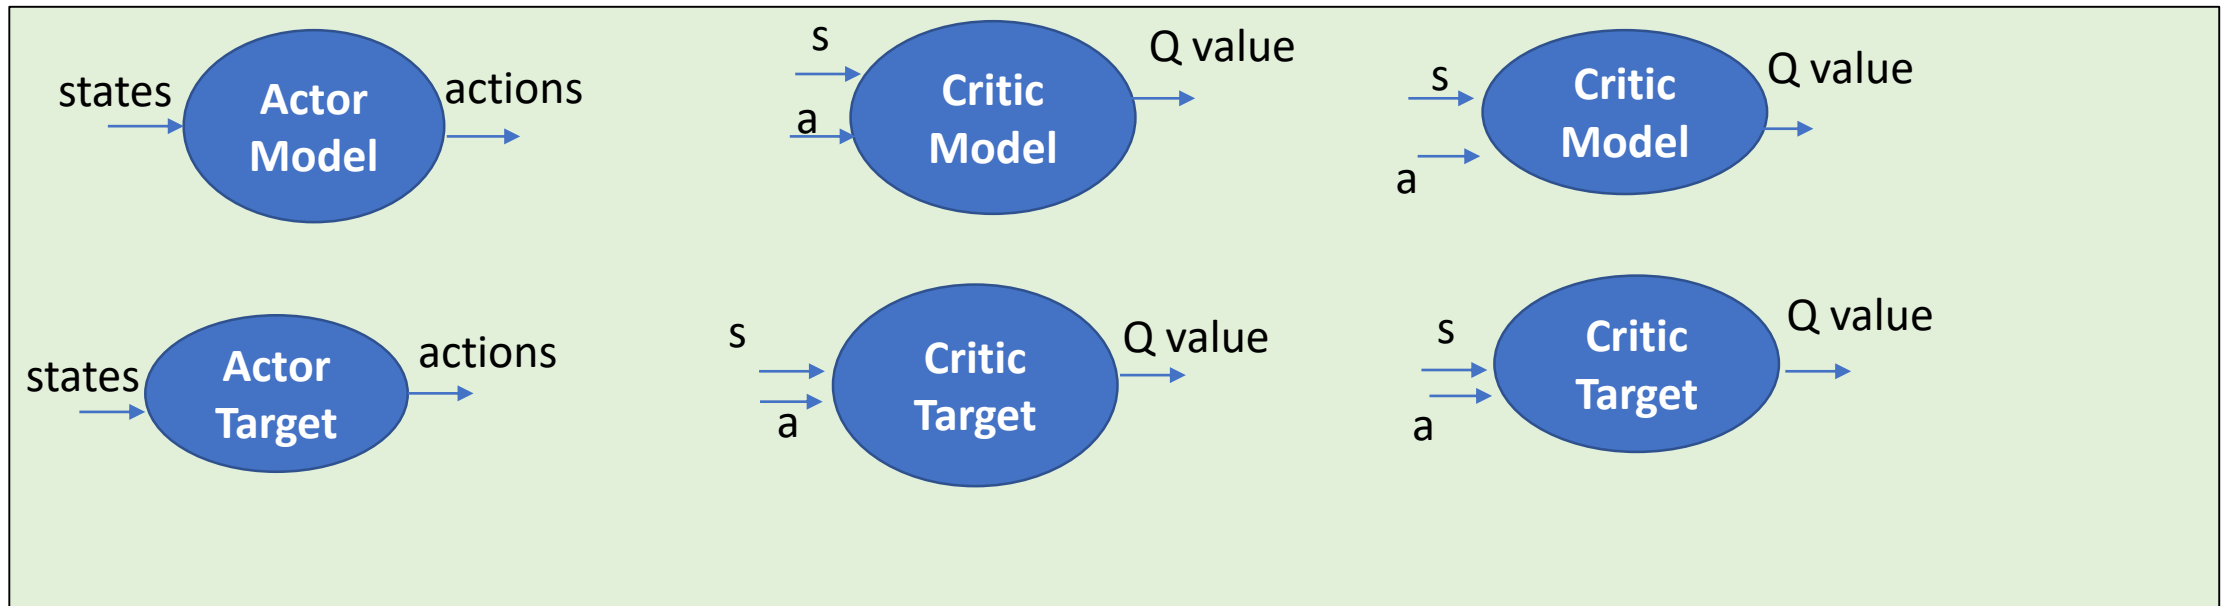 states
Actor
Model
actions
s
a
Critic
Model
Q value
s
a
Critic
Model
Q value
states
Actor
Target
actions
s
a
Critic
Target
Q value
s
a
Critic
Target
Q value